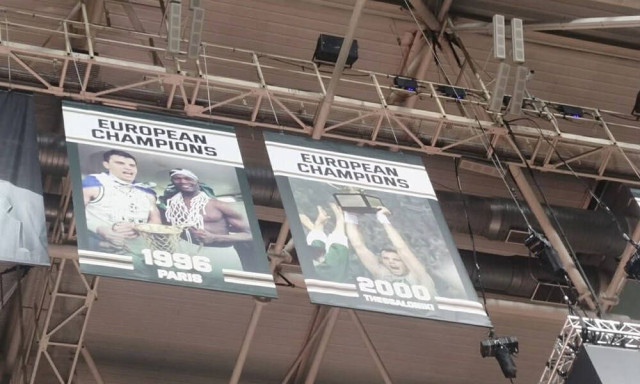 EUROPEAN
CHAMPIONS
1996
PARIS
EUROPEAN
CHAMPIONS
2000
THESSALONIKI